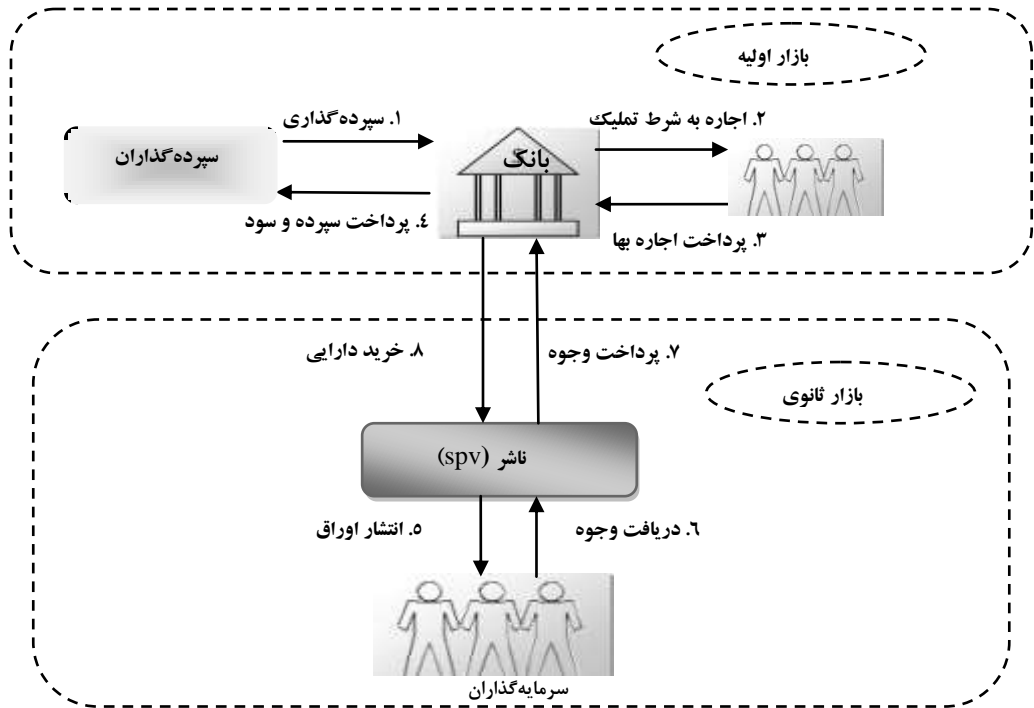 بازار اولیه
۱. سپرده‌گذاری
۲. اجاره به شرط تملیک
سپرده‌گذاران
بانک
۴. پرداخت سپرده و سود
۳. پرداخت اجاره بها
۸. خرید دارایی
۷. پرداخت وجوه
بازار ثانوی
ناشر (spv)
۵. انتشار اوراق
۶. دریافت وجوه
سرمایه‌گذاران